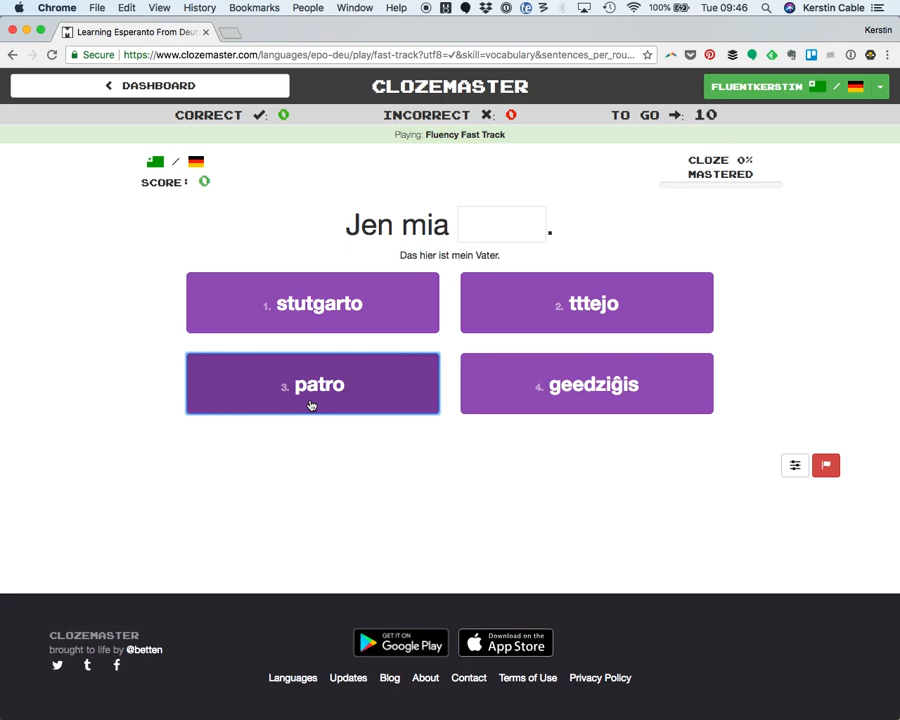 Chrome File Edit View History Bookmarks People Window Help 100% Tue 09:46 Kerstin Cable
Learning Esperanto From Deu Kerstin
Secure https://www.clozemaster.com/languages/epo-deu/play/fast-track?utf8=✓&skill=vocabulary&sentences_per_rou...
DASHBOARD CLOZEMASTER FLUENTKERSTIN /
CORRECT ✔: 0 INCORRECT ✖: 0 TO GO ➔: 10
Playing: Fluency Fast Track
/ CLOZE 0%
SCORE: 0 MASTERED
Jen mia .
Das hier ist mein Vater.
1. stutgarto 2. tttejo
3. patro 4. geedziĝis
CLOZEMASTER
brought to life by @betten
GET IT ON Google Play Download on the App Store
Languages Updates Blog About Contact Terms of Use Privacy Policy